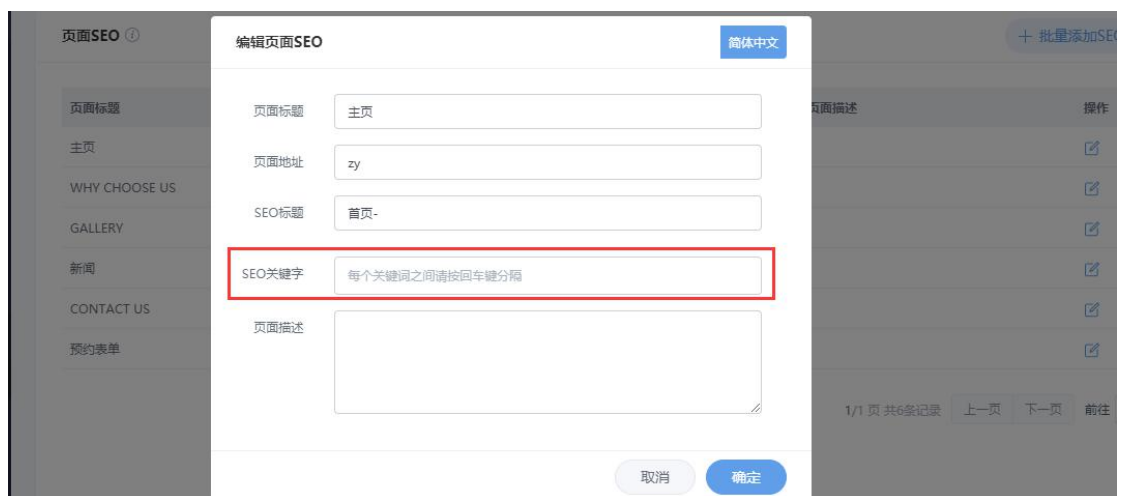 页面SEO
编辑页面SEO
简体中文
批量添加SEO
页面标题
页面描述
操作
主页
WHY CHOOSE US
GALLERY
新闻
CONTACT US
预约表单
页面标题
主页
页面地址
zy
SEO标题
首页-
SEO关键字
每个关键词之间请按回车键分隔
页面描述
1/1 页 共6条记录
上一页
下一页
前往
取消
确定